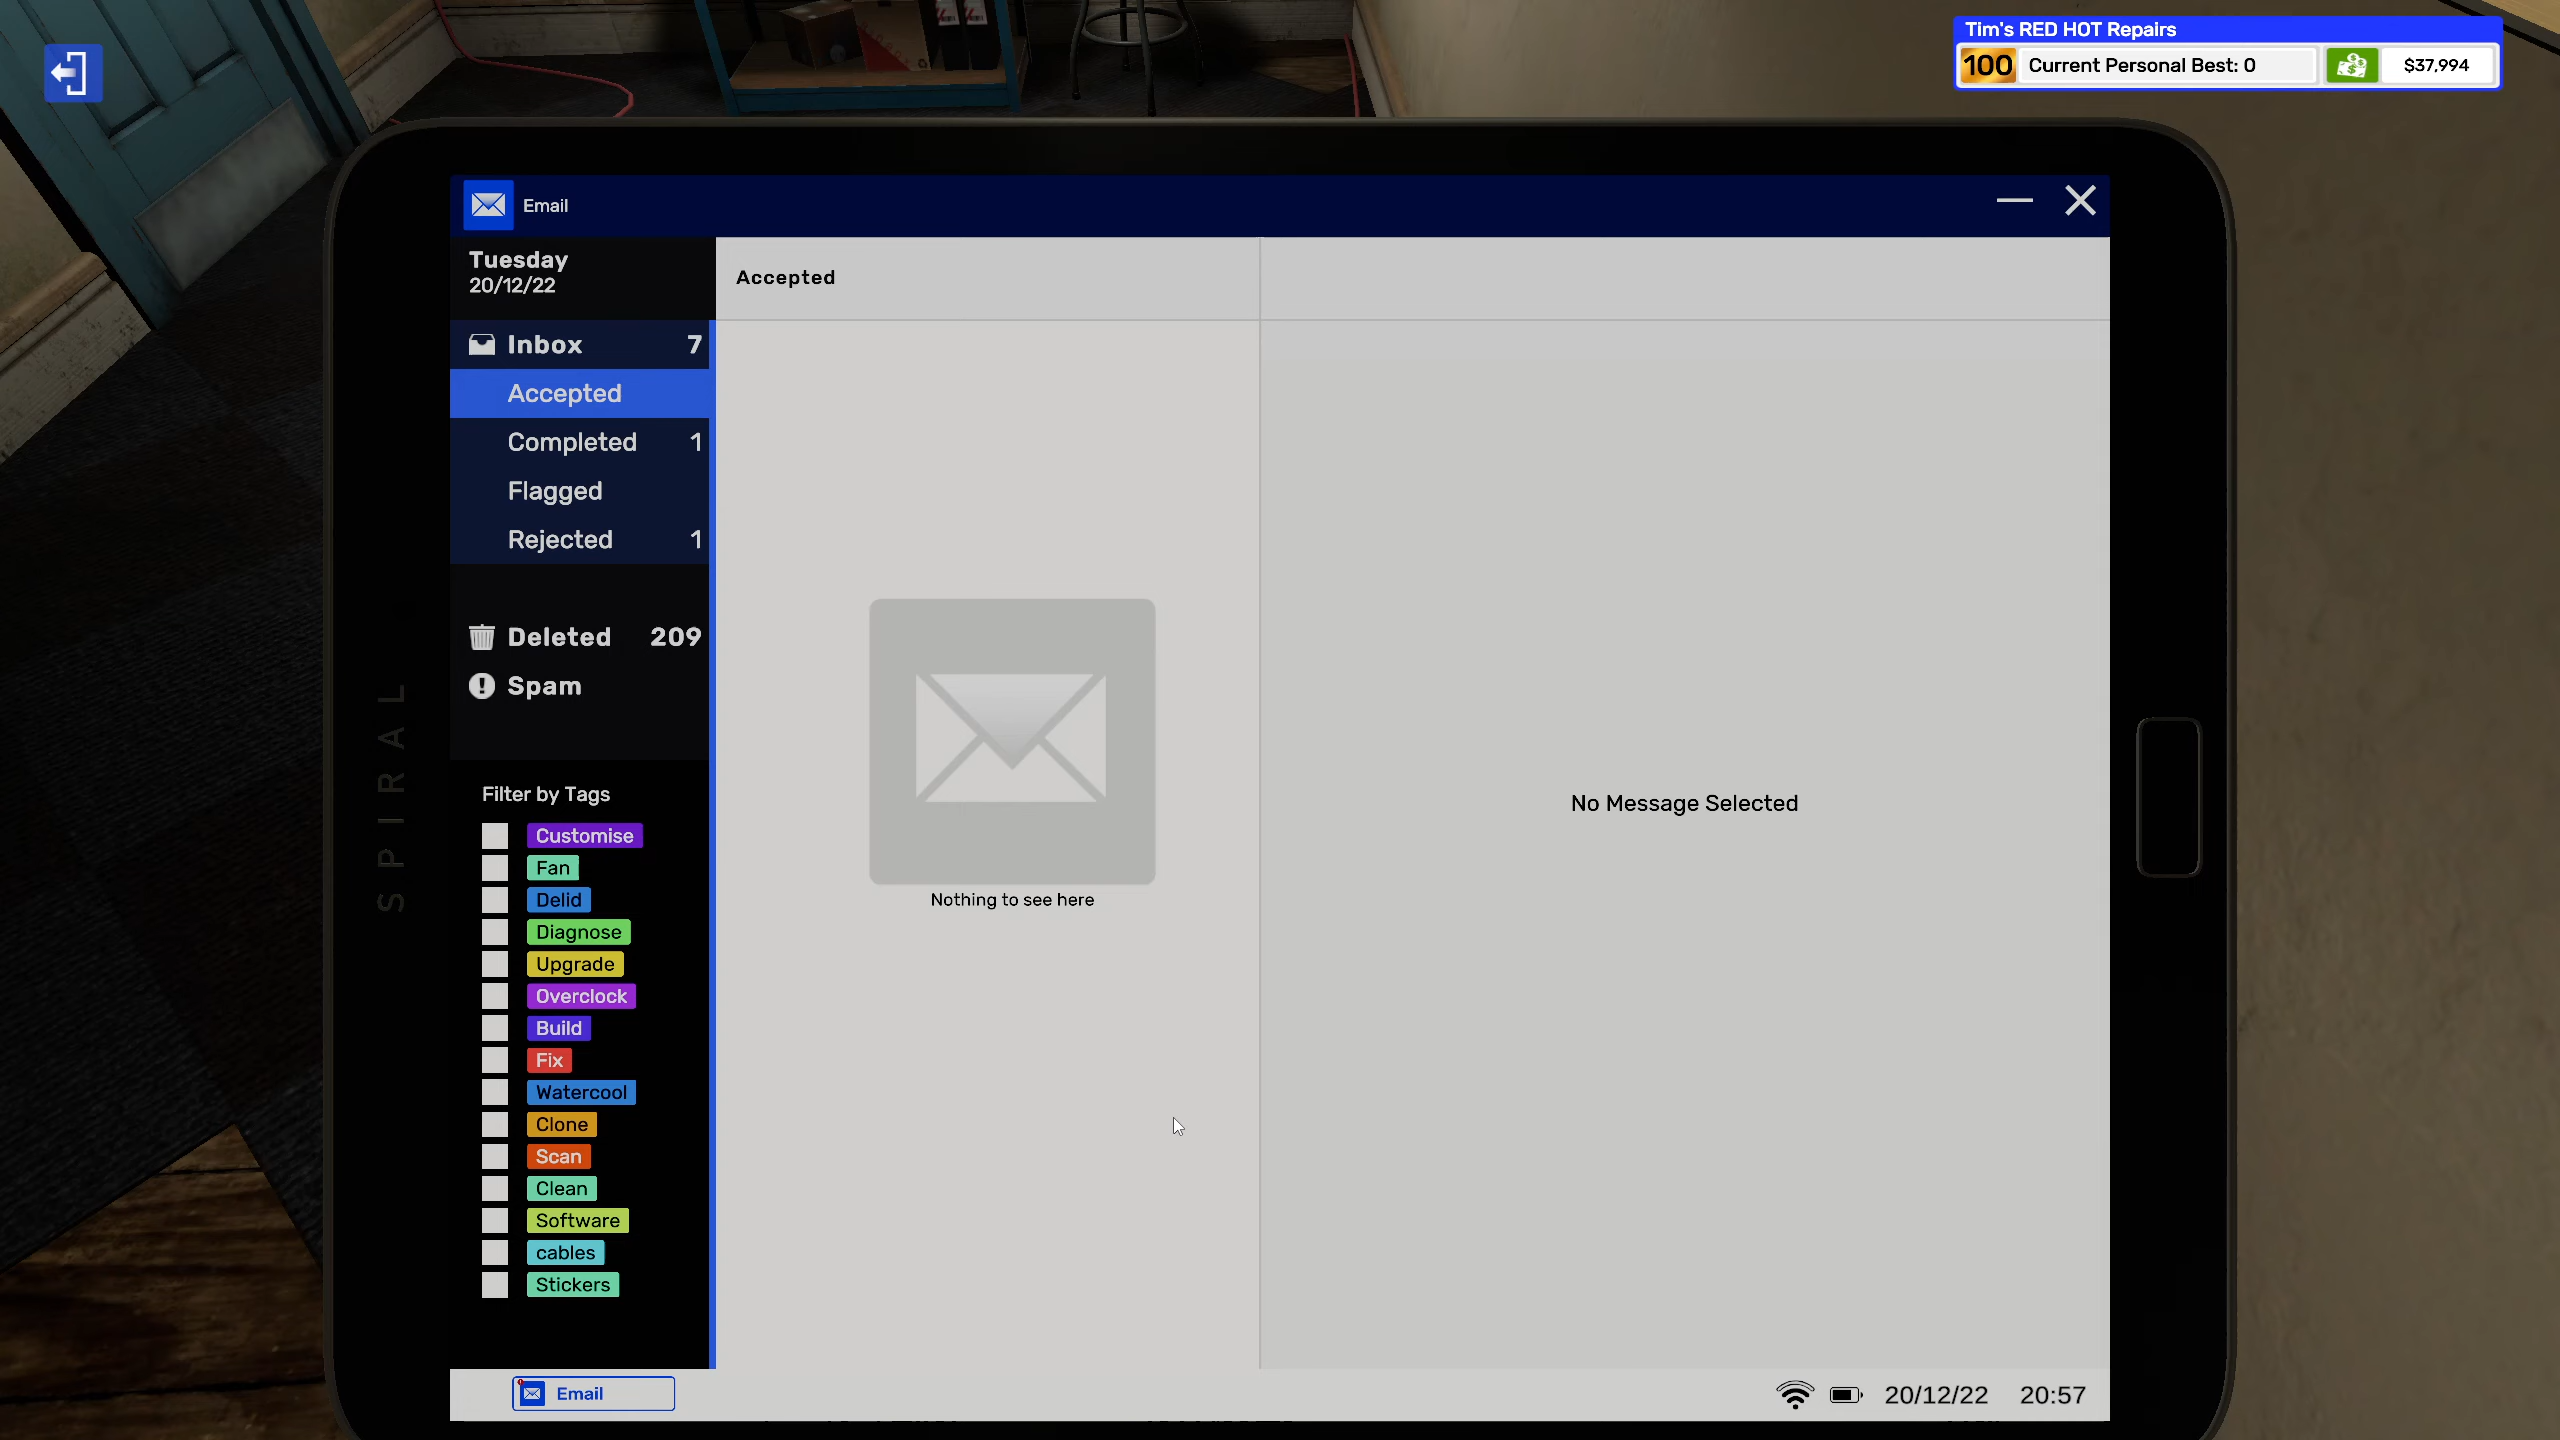 Tim's RED HOT Repairs
100 Current Personal Best: 0 $37,994
Email
Tuesday
20/12/22
Accepted
Inbox 7
Accepted
Completed 1
Flagged
Rejected 1
Deleted 209
Spam
Nothing to see here
No Message Selected
Filter by Tags
Customise
Fan
Delid
Diagnose
Upgrade
Overclock
Build
Fix
Watercool
Clone
Scan
Clean
Software
cables
Stickers
SPIRAL
Email
20/12/22 20:57